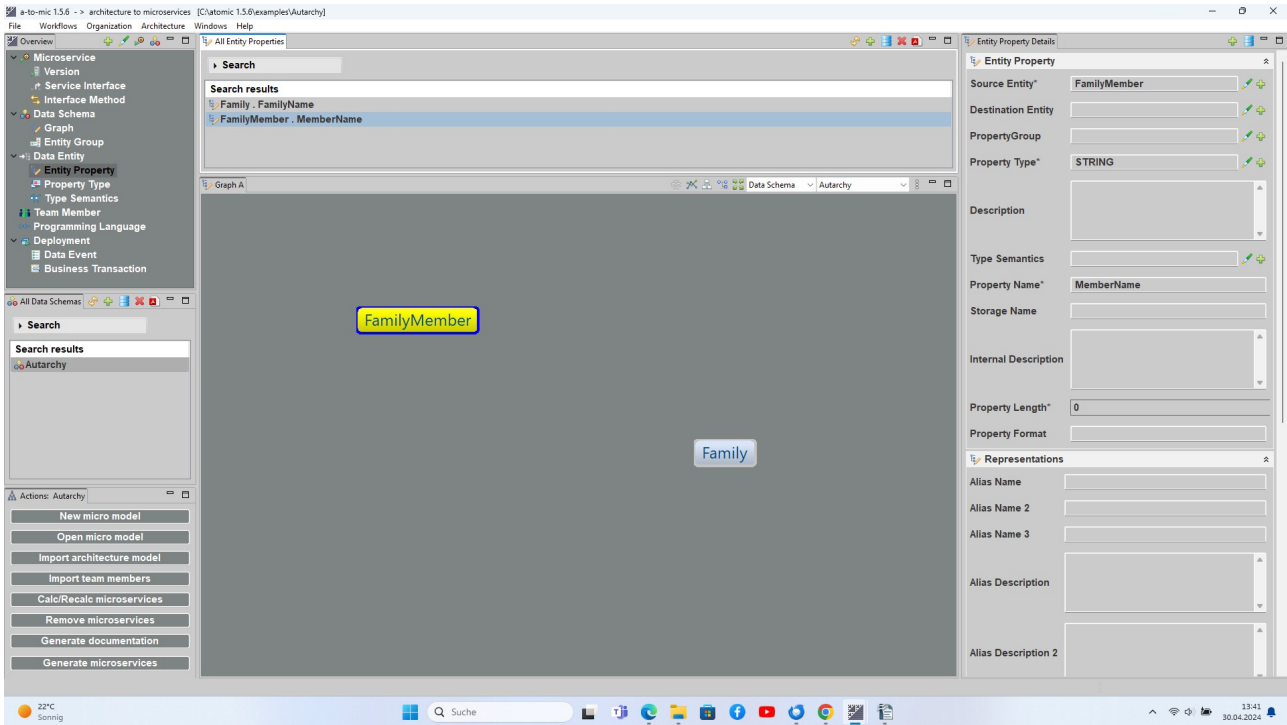 a-to-mic 1.5.6 - > architecture to microservices [C:\atomic 1.5.6\examples\Autarchy]
File Workflows Organization Architecture Windows Help
Overview
Microservice
Version
Service Interface
Interface Method
Data Schema
Graph
Entity Group
Data Entity
Entity Property
Property Type
Type Semantics
Team Member
Programming Language
Deployment
Data Event
Business Transaction
All Data Schemas
Search
Search results
Autarchy
Actions: Autarchy
New micro model
Open micro model
Import architecture model
Import team members
Calc/Recalc microservices
Remove microservices
Generate documentation
Generate microservices
All Entity Properties
Search
Search results
Family . FamilyName
FamilyMember . MemberName
Graph A
Data Schema
Autarchy
FamilyMember
Family
Entity Property Details
Entity Property
Source Entity* FamilyMember
Destination Entity
PropertyGroup
Property Type* STRING
Description
Type Semantics
Property Name* MemberName
Storage Name
Internal Description
Property Length* 0
Property Format
Representations
Alias Name
Alias Name 2
Alias Name 3
Alias Description
Alias Description 2
22°C
Sonnig
Suche
13:41
30.04.2024